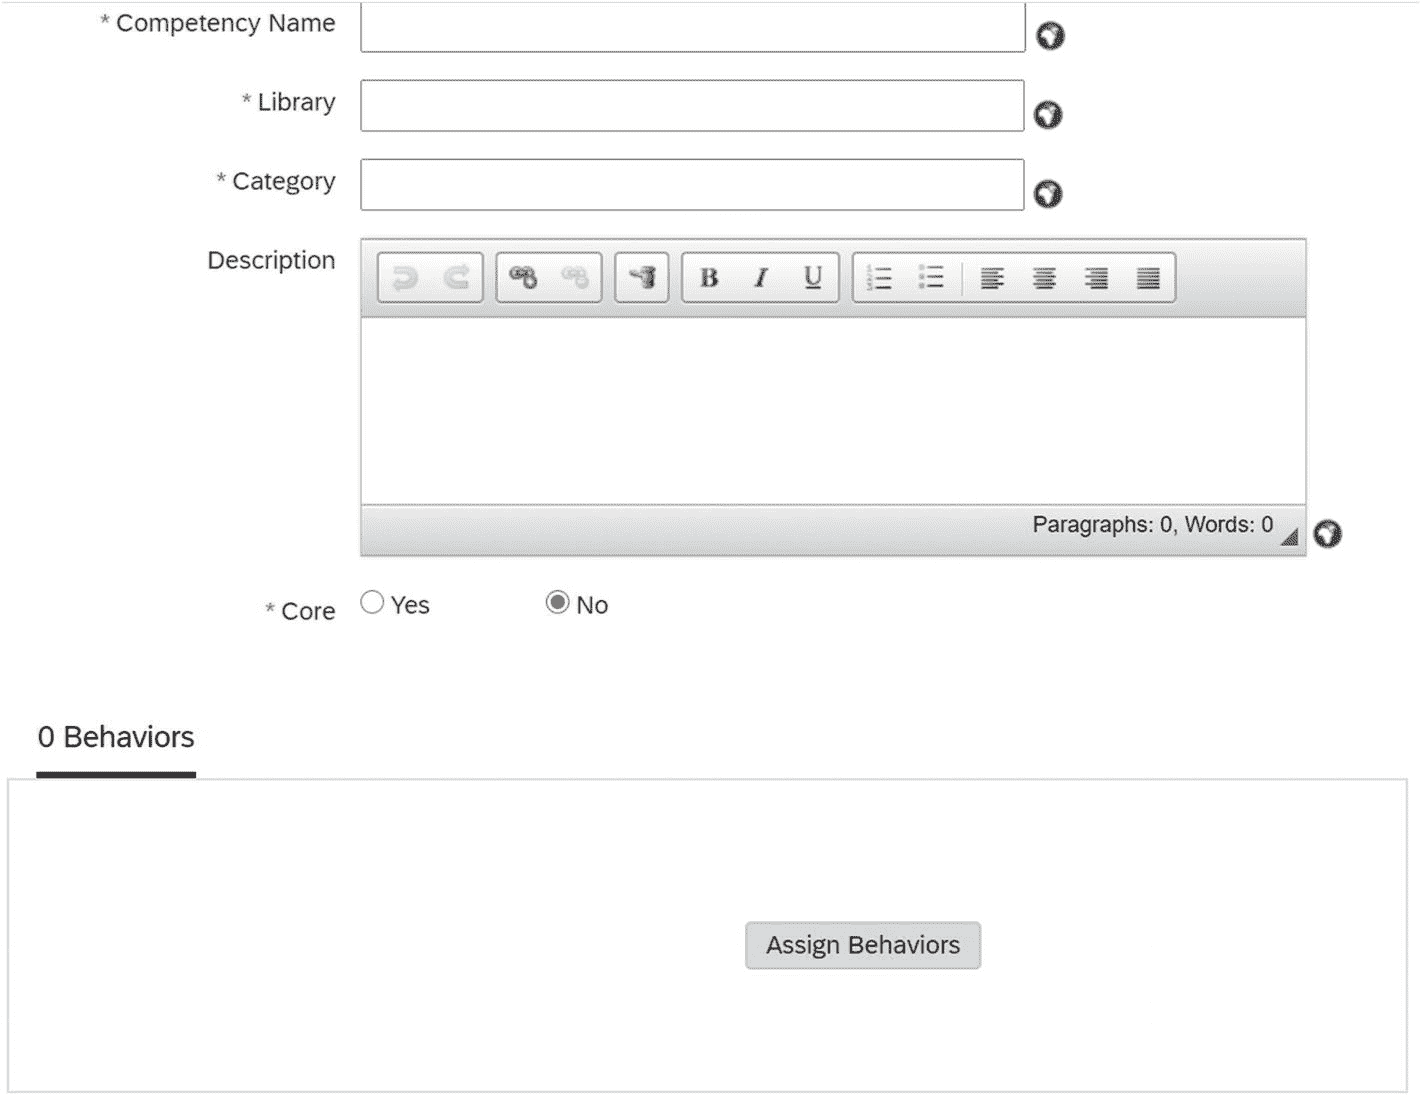 * Competency Name
* Library
* Category
Description
B I U
Paragraphs: 0, Words: 0
* Core Yes No
0 Behaviors
Assign Behaviors